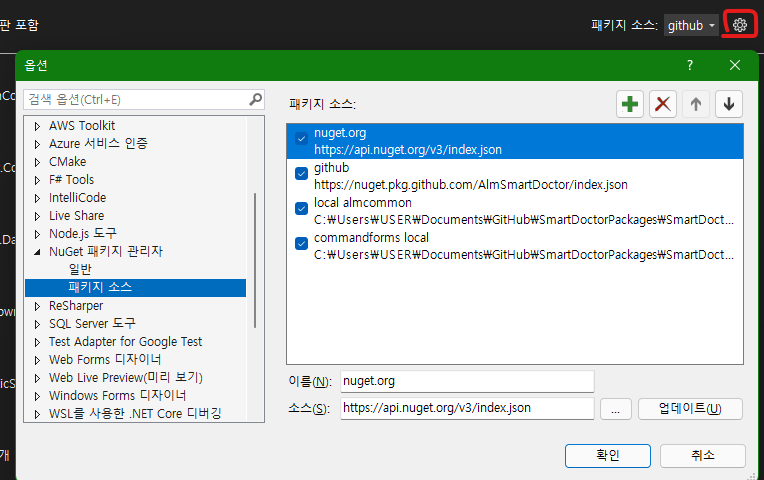 판 포함
패키지 소스: github
옵션
?
검색 옵션(Ctrl+E)
AWS Toolkit
Azure 서비스 인증
CMake
F# Tools
IntelliCode
Live Share
Node.js 도구
NuGet 패키지 관리자
일반
패키지 소스
ReSharper
SQL Server 도구
Test Adapter for Google Test
Web Forms 디자이너
Web Live Preview(미리 보기)
Windows Forms 디자이너
WSL를 사용한 .NET Core 디버깅
패키지 소스:
nuget.org
https://api.nuget.org/v3/index.json
github
https://nuget.pkg.github.com/AlmSmartDoctor/index.json
local almcommon
C:₩Users₩USER₩Documents₩GitHub₩SmartDoctorPackages₩SmartDoct...
commandforms local
C:₩Users₩USER₩Documents₩GitHub₩SmartDoctorPackages₩SmartDoct...
이름(N): nuget.org
소스(S): https://api.nuget.org/v3/index.json
...
업데이트(U)
확인
취소
nCo
.Co
.Da
own
icS
개